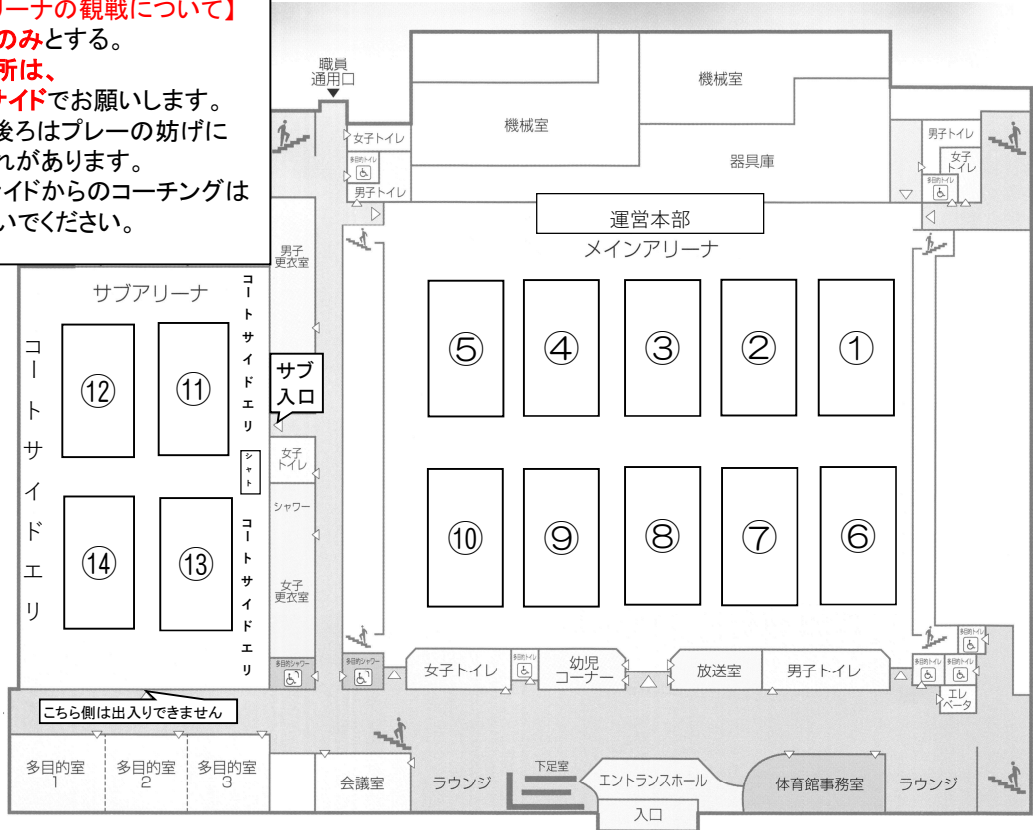 リーナの観戦について】
のみとする。
所は、
サイドでお願いします。
後ろはプレーの妨げに
れがあります。
イドからのコーチングは
いでください。
職員
通用口
機械室
機械室
器具庫
女子トイレ
多目的トイレ
男子トイレ
男子トイレ
女子
トイレ
多目的トイレ
運営本部
メインアリーナ
男子
更衣室
サブアリーナ
コートサイドエリ
コートサイドエリ
サブ
入口
⑤
④
③
②
①
⑫
⑪
女子
トイレ
シャト
シャワー
⑩
⑨
⑧
⑦
⑥
⑭
⑬
コートサイドエリ
女子
更衣室
多目的シャワー
多目的シャワー
女子トイレ
多目的トイレ
幼児
コーナー
放送室
男子トイレ
多目的トイレ
多目的トイレ
多目的トイレ
エレ
ベータ
こちら側は出入りできません
多目的室
1
多目的室
2
多目的室
3
会議室
ラウンジ
下足室
エントランスホール
入口
体育館事務室
ラウンジ